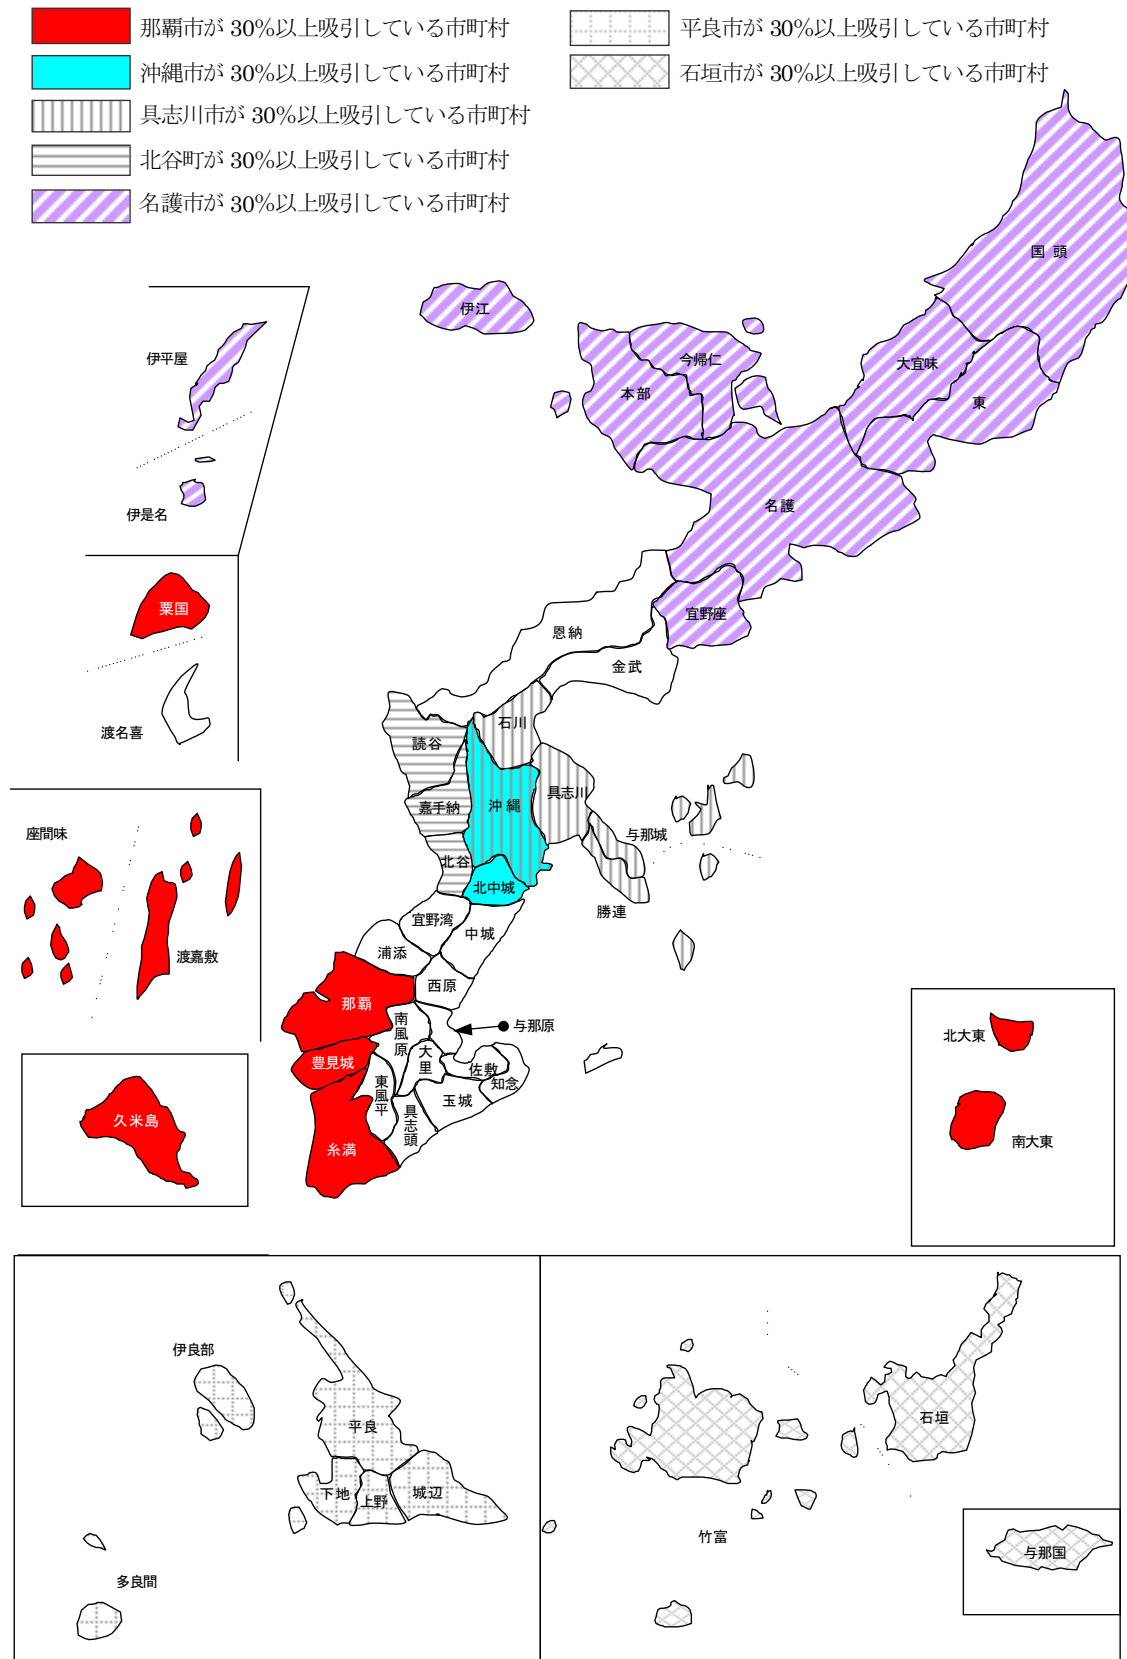 那覇市が 30%以上吸引している市町村
沖縄市が 30%以上吸引している市町村
具志川市が 30%以上吸引している市町村
北谷町が 30%以上吸引している市町村
名護市が 30%以上吸引している市町村
平良市が 30%以上吸引している市町村
石垣市が 30%以上吸引している市町村
国頭
伊江
伊平屋
今帰仁
大宜味
本部
東
名護
伊是名
粟国
宜野座
恩納
金武
渡名喜
石川
読谷
具志川
嘉手納
沖縄
座間味
与那城
北谷
北中城
勝連
宜野湾
中城
浦添
渡嘉敷
西原
那覇
南風原
与那原
北大東
大里
豊見城
佐敷
知念
東風平
玉城
具志頭
久米島
糸満
南大東
伊良部
平良
石垣
下地
上野
城辺
竹富
与那国
多良間